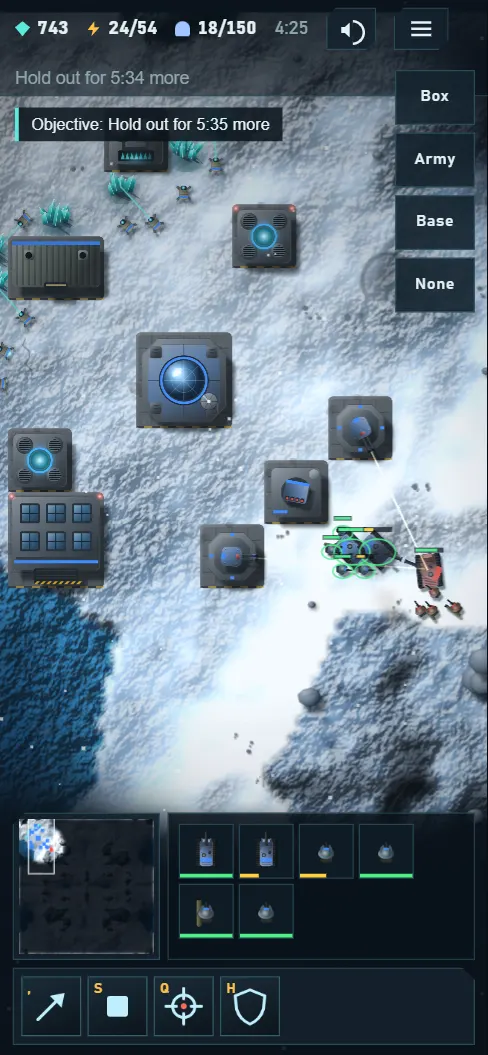 743 24/54 18/150 4:25
Hold out for 5:34 more
Objective: Hold out for 5:35 more
Box
Army
Base
None
, S Q H